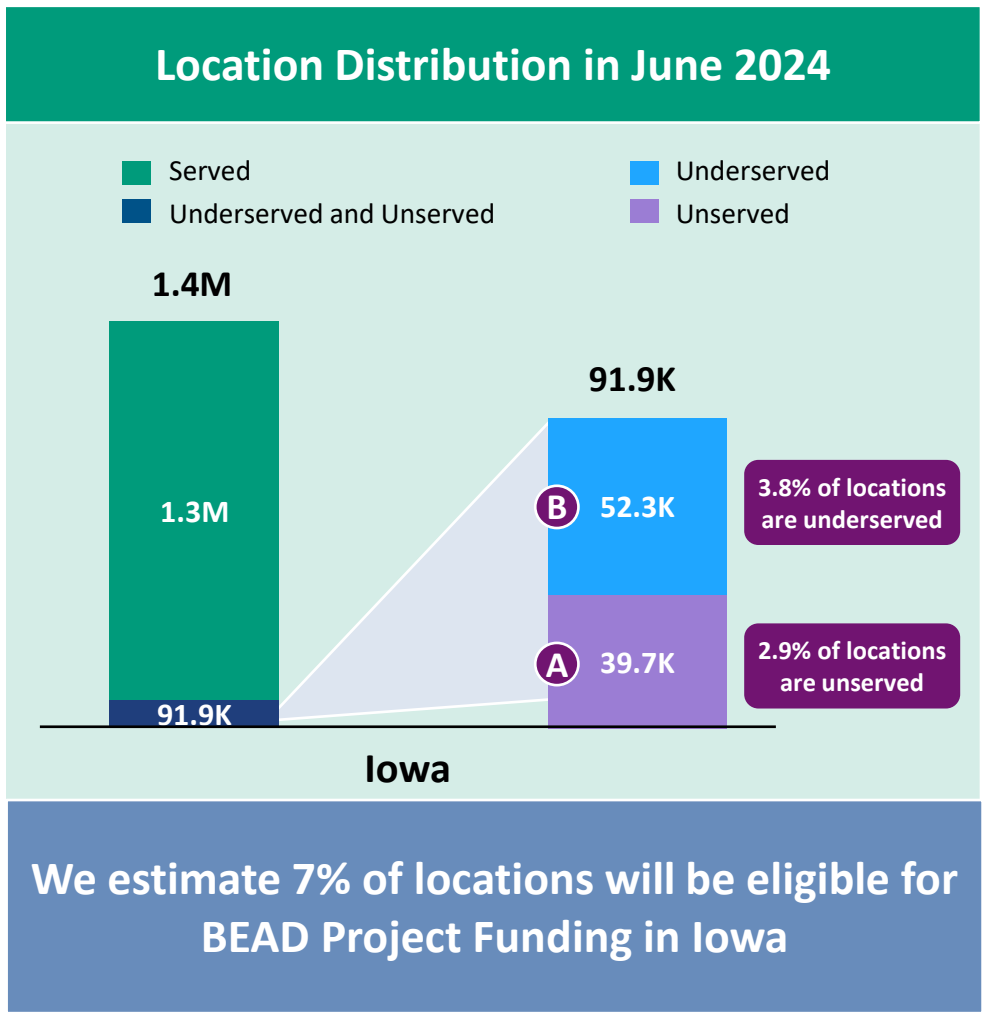 Location Distribution in June 2024
Served
Underserved
Underserved and Unserved
Unserved
1.4M
91.9K
1.3M
B
52.3K
3.8% of locations
are underserved
A
39.7K
2.9% of locations
are unserved
91.9K
Iowa
We estimate 7% of locations will be eligible for
BEAD Project Funding in Iowa